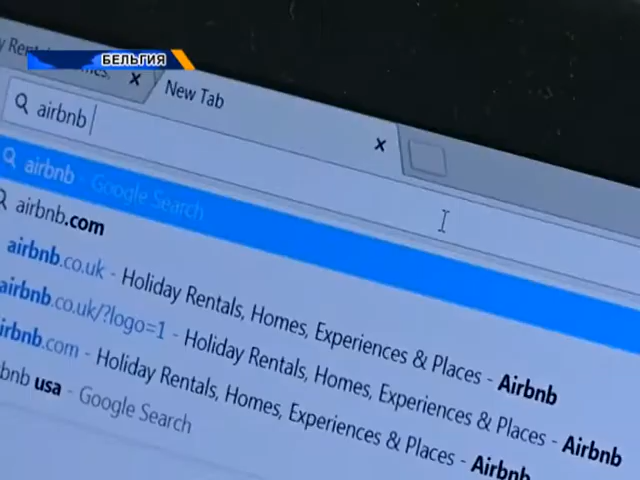 БЕЛЬГИЯ
New Tab
airbnb
airbnb - Google Search
airbnb.com
airbnb.co.uk - Holiday Rentals, Homes, Experiences & Places - Airbnb
airbnb.co.uk/?logo=1 - Holiday Rentals, Homes, Experiences & Places - Airbnb
airbnb.com - Holiday Rentals, Homes, Experiences & Places - Airbnb
bnb usa - Google Search